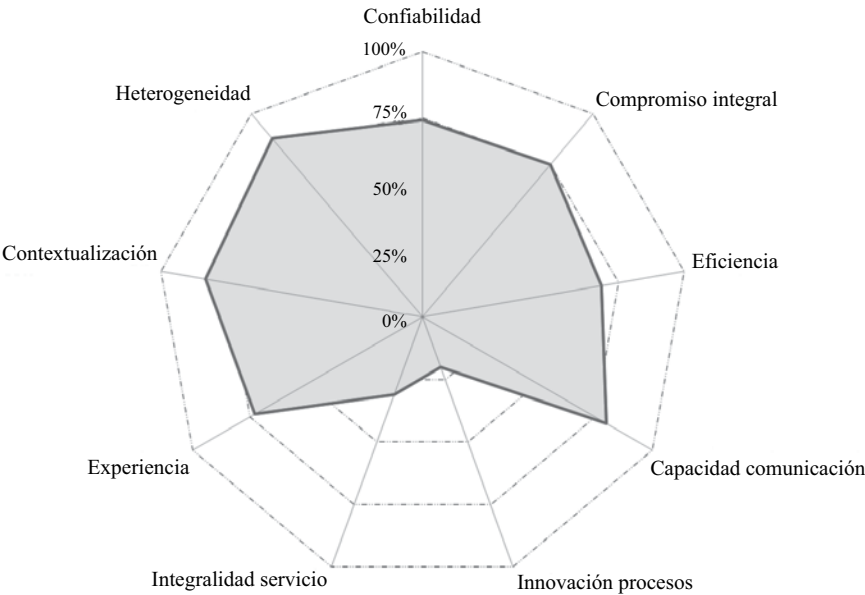 Confiabilidad
100%
Heterogeneidad
Compromiso integral
75%
50%
Contextualización
25%
Eficiencia
0%
Experiencia
Capacidad comunicación
Integralidad servicio
Innovación procesos